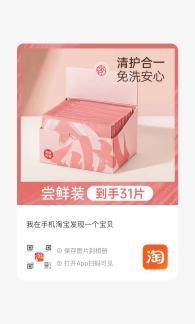 清护合一
免洗安心
尝鲜装 到手31片
我在手机淘宝发现一个宝贝
① 保存图片到相册
② 打开App扫码可见
淘